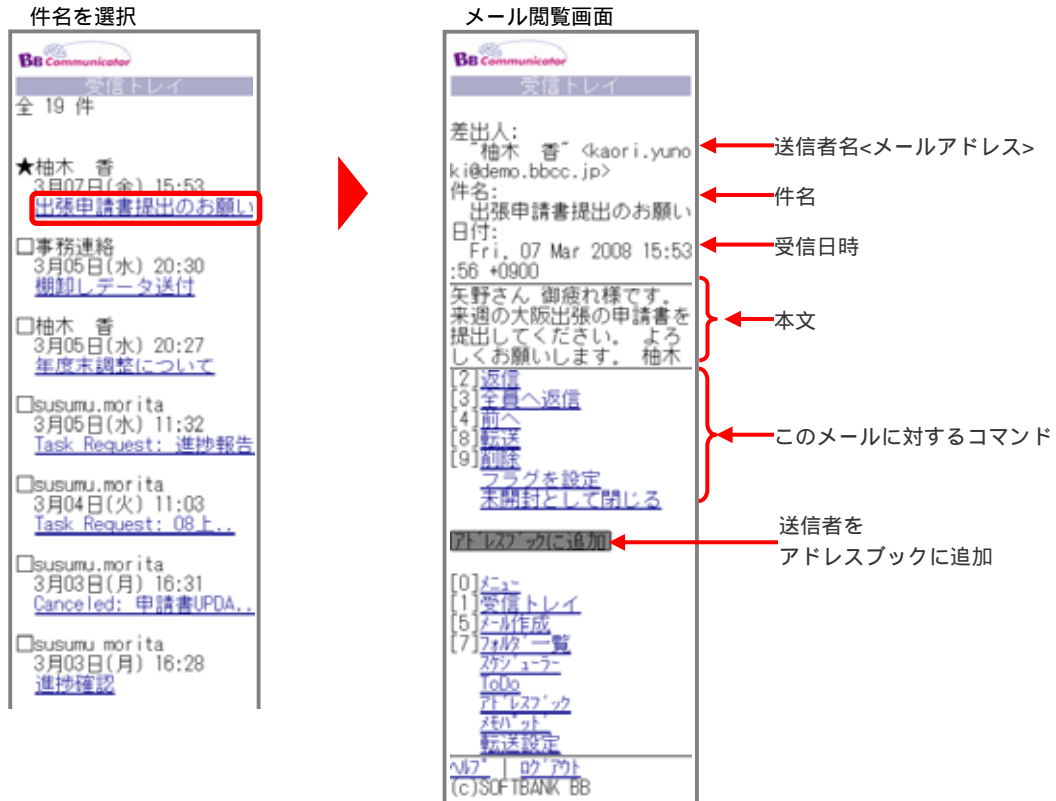 件名を選択
BB Communicator
受信トレイ
全 19 件
★柚木　香
3月07日(金) 15:53
出張申請書提出のお願い
□事務連絡
3月05日(水) 20:30
棚卸しデータ送付
□柚木　香
3月05日(水) 20:27
年度末調整について
□susumu.morita
3月05日(水) 11:32
Task Request: 進捗報告
□susumu.morita
3月04日(火) 11:03
Task Request: 08上..
□susumu.morita
3月03日(月) 16:31
Canceled: 申請書UPDA..
□susumu morita
3月03日(月) 16:28
進捗確認
メール閲覧画面
BB Communicator
受信トレイ
差出人:
"柚木　香" <kaori.yuno
ki@demo.bbcc.jp>
件名:
出張申請書提出のお願い
日付:
Fri, 07 Mar 2008 15:53
:56 +0900
矢野さん 御疲れ様です。
来週の大阪出張の申請書を
提出してください。 よろ
しくお願いします。 柚木
[2]返信
[3]全員へ返信
[4]前へ
[8]転送
[9]削除
フラグを設定
未開封として閉じる
ｱﾄﾞﾚｽﾌﾞｯｸに追加
[0]ﾒﾆｭｰ
[1]受信トレイ
[5]ﾒｰﾙ作成
[7]ﾌｫﾙﾀﾞ一覧
ｽｹｼﾞｭｰﾗｰ
ToDo
ｱﾄﾞﾚｽﾌﾞｯｸ
ﾒﾓﾊﾟｯﾄﾞ
転送設定
ﾍﾙﾌﾟ | ﾛｸﾞｱｳﾄ
(c)SOFTBANK BB
送信者名<メールアドレス>
件名
受信日時
本文
このメールに対するコマンド
送信者を
アドレスブックに追加